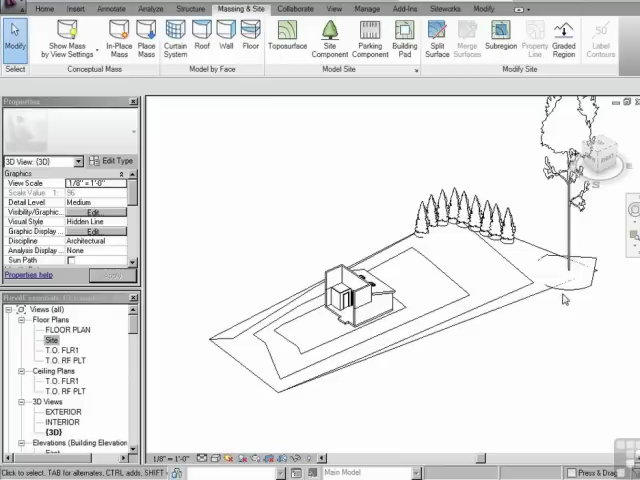 Home Insert Annotate Analyze Structure Massing & Site Collaborate View Manage Add-Ins Siteworks Modify
Modify
Show Mass by View Settings
In-Place Mass
Place Mass
Curtain System
Roof
Wall
Floor
Toposurface
Site Component
Parking Component
Building Pad
Split Surface
Merge Surfaces
Subregion
Property Line
Graded Region
50
Label Contours
Select
Conceptual Mass
Model by Face
Model Site
Modify Site
Properties
3D View: {3D}
Edit Type
Graphics
View Scale 1/8" = 1'-0"
Scale Value 1: 96
Detail Level Medium
Visibility/Graphic... Edit...
Visual Style Hidden Line
Graphic Display ... Edit...
Discipline Architectural
Analysis Display ... None
Sun Path
Properties help
Apply
Views (all)
Floor Plans
FLOOR PLAN
Site
T.O. FLR1
T.O. RF PLT
Ceiling Plans
T.O. FLR1
T.O. RF PLT
3D Views
EXTERIOR
INTERIOR
{3D}
Elevations (Building Elevation
East
1/8" = 1'-0"
Click to select, TAB for alternates, CTRL adds, SHIFT
Main Model
Press & Drag
S